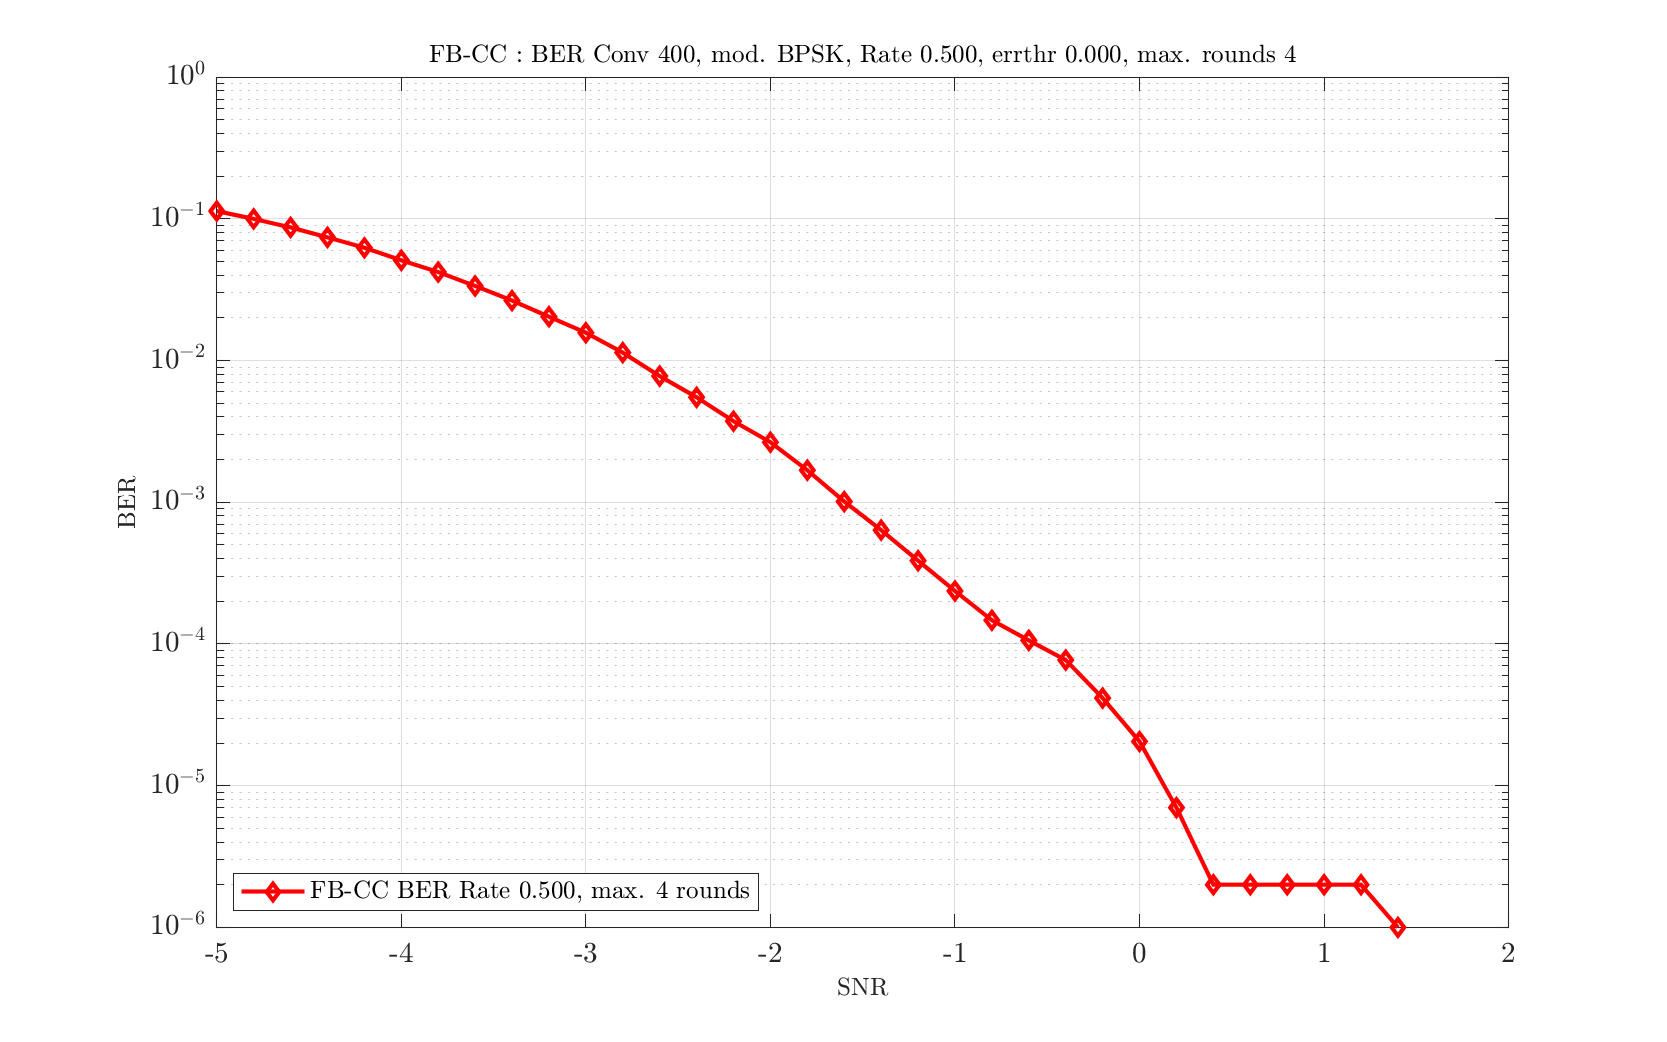 FB-CC : BER Conv 400, mod. BPSK, Rate 0.500, errthr 0.000, max. rounds 4
10^0
10^-1
10^-2
10^-3
10^-4
10^-5
10^-6
BER
FB-CC BER Rate 0.500, max. 4 rounds
-5 -4 -3 -2 -1 0 1 2
SNR